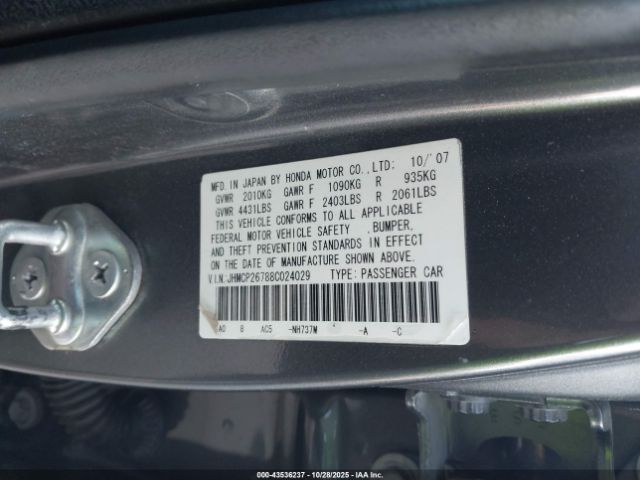 MFD. IN JAPAN BY HONDA MOTOR CO.,LTD: 10/'07
GVWR 2010KG GAWR F 1090KG R 935KG
GVWR 4431LBS GAWR F 2403LBS R 2061LBS
THIS VEHICLE CONFORMS TO ALL APPLICABLE
FEDERAL MOTOR VEHICLE SAFETY ,BUMPER,
AND THEFT PREVENTION STANDARDS IN EFFECT
ON THE DATE OF MANUFACTURE SHOWN ABOVE.
V.I.N:JHMCP26788C024029 TYPE: PASSENGER CAR
AO B AC5 -NH737M -A -C
00-43536237 - 10/28/2025 - © IAA, Inc.